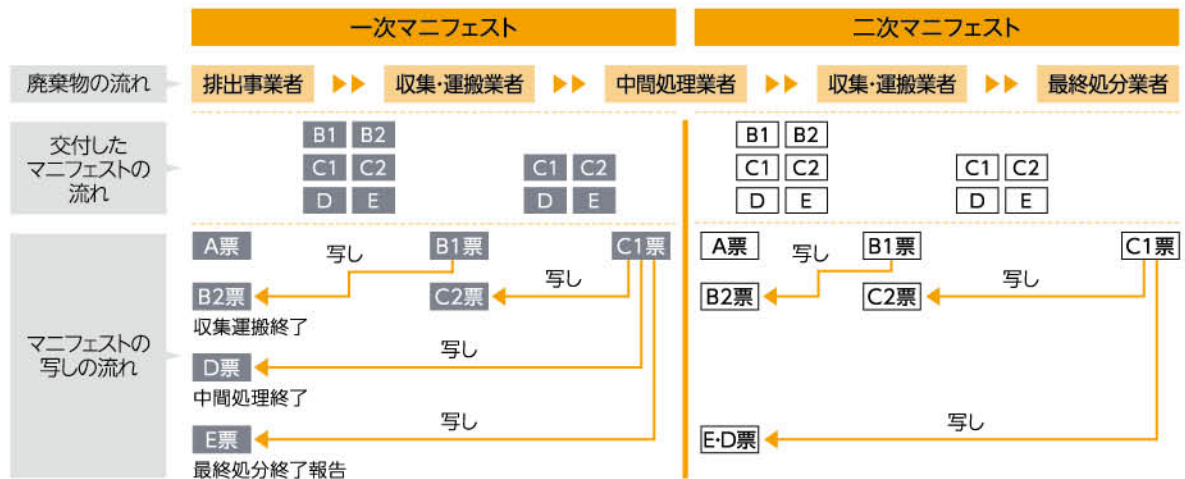 一次マニフェスト
二次マニフェスト
廃棄物の流れ
排出事業者
収集・運搬業者
中間処理業者
収集・運搬業者
最終処分業者
交付した
マニフェストの
流れ
B1 B2
C1 C2
D E
C1 C2
D E
B1 B2
C1 C2
D E
C1 C2
D E
マニフェストの
写しの流れ
A票
写し
B1票
C1票
B2票
C2票
写し
収集運搬終了
D票
写し
中間処理終了
E票
写し
最終処分終了報告
A票
写し
B1票
C1票
B2票
C2票
写し
E・D票
写し